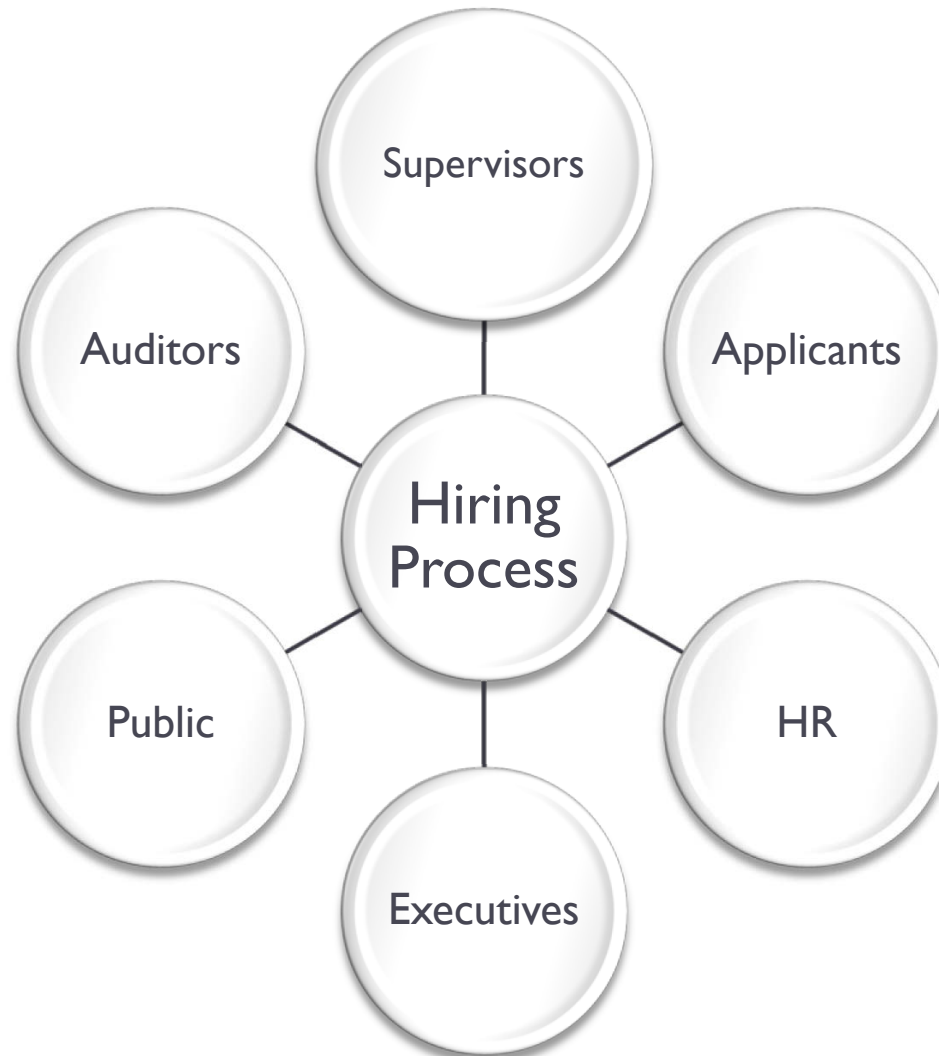 Supervisors
Auditors
Applicants
Hiring
Process
Public
HR
Executives